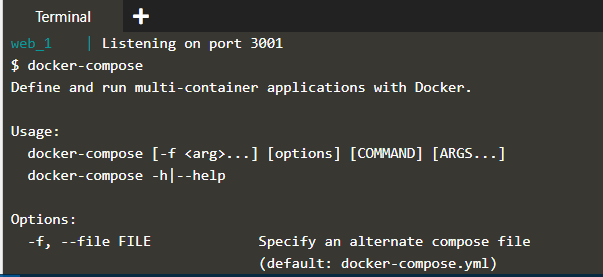 Terminal +
web_1    | Listening on port 3001
$ docker-compose
Define and run multi-container applications with Docker.

Usage:
  docker-compose [-f <arg>...] [options] [COMMAND] [ARGS...]
  docker-compose -h|--help

Options:
  -f, --file FILE             Specify an alternate compose file
                              (default: docker-compose.yml)